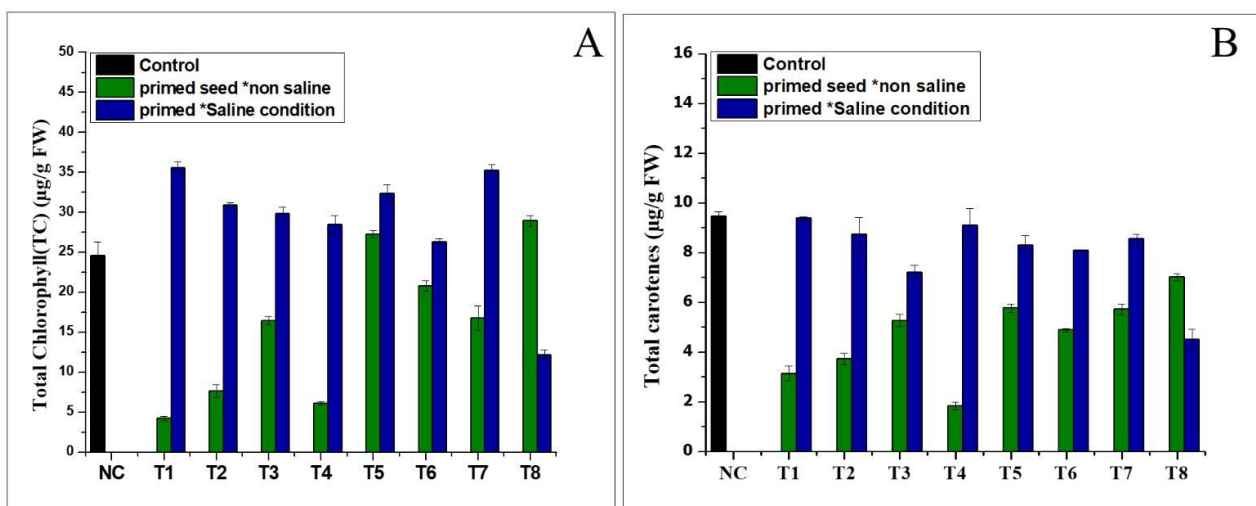 A
Total Chlorophyll(TC) (µg/g FW)
50
45
40
35
30
25
20
15
10
5
0
Control
primed seed *non saline
primed *Saline condition
NC T1 T2 T3 T4 T5 T6 T7 T8
B
Total carotenes (µg/g FW)
16
14
12
10
8
6
4
2
0
Control
primed seed *non saline
primed *Saline condition
NC T1 T2 T3 T4 T5 T6 T7 T8